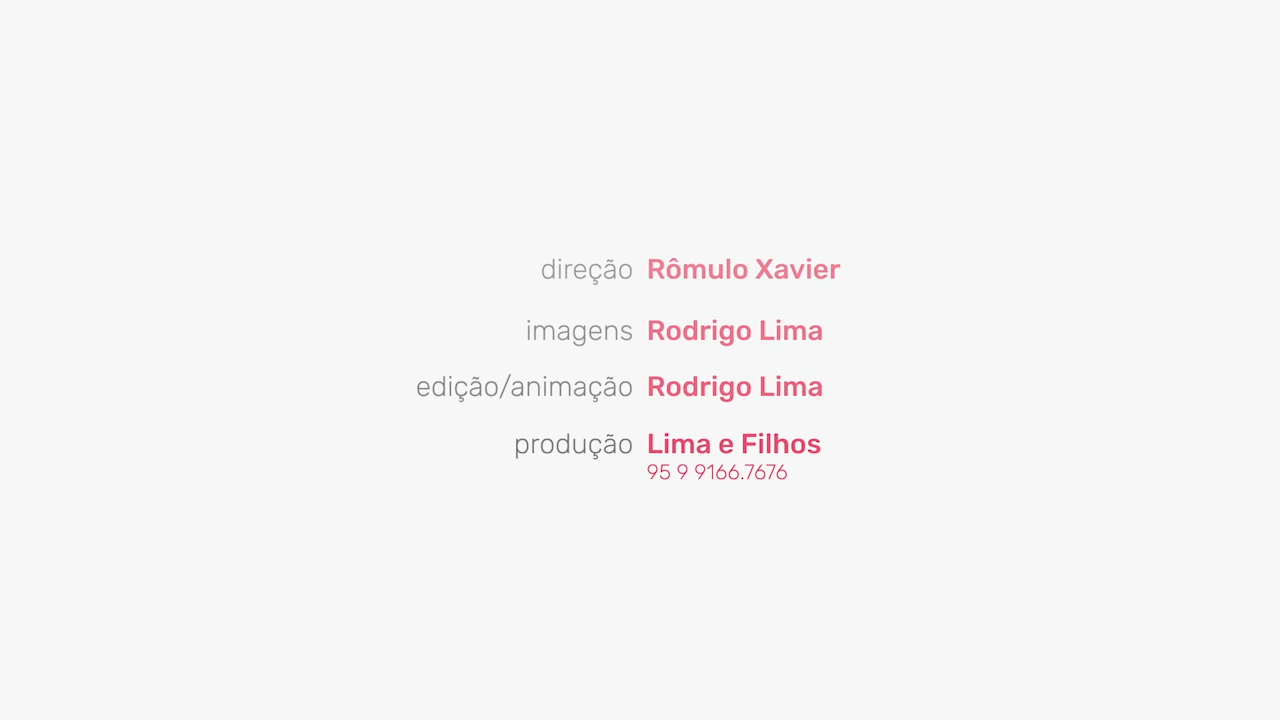 direção Rômulo Xavier
imagens Rodrigo Lima
edição/animação Rodrigo Lima
produção Lima e Filhos
95 9 9166.7676